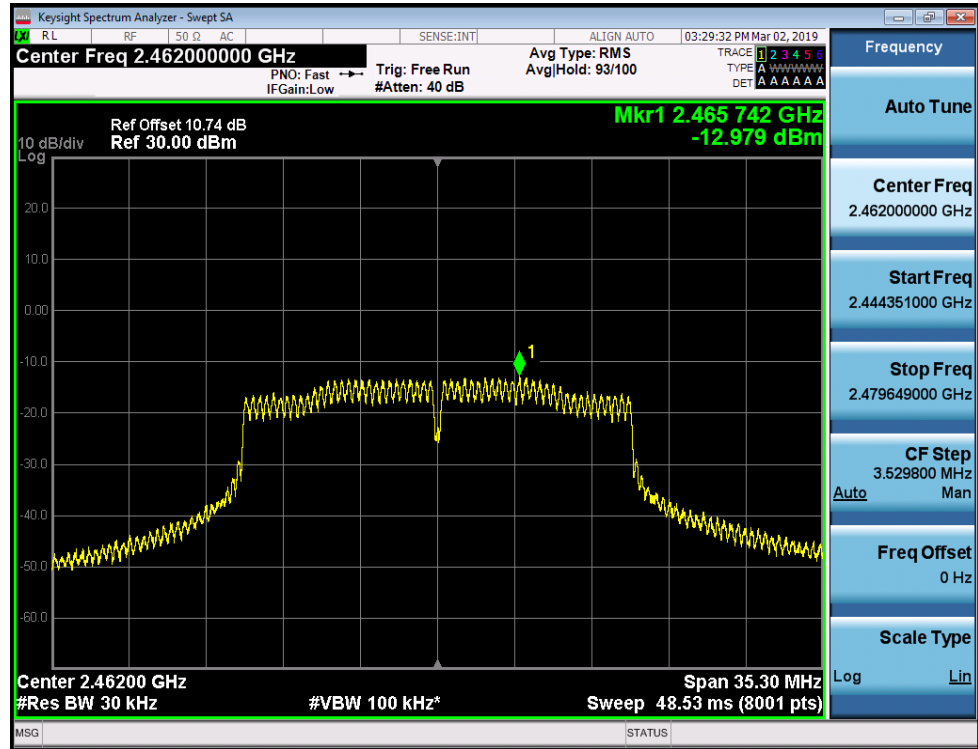 Keysight Spectrum Analyzer - Swept SA
LXI RL RF 50 Ω AC SENSE:INT ALIGN AUTO 03:29:32 PM Mar 02, 2019
Center Freq 2.462000000 GHz
PNO: Fast
IFGain:Low
Trig: Free Run
#Atten: 40 dB
Avg Type: RMS
Avg|Hold: 93/100
TRACE 1 2 3 4 5 6
TYPE A WWWWW
DET A A A A A A
Mkr1 2.465 742 GHz
-12.979 dBm
Ref Offset 10.74 dB
10 dB/div Ref 30.00 dBm
Log
20.0
10.0
0.00
-10.0
-20.0
-30.0
-40.0
-50.0
-60.0
1
Center 2.46200 GHz Span 35.30 MHz
#Res BW 30 kHz #VBW 100 kHz* Sweep 48.53 ms (8001 pts)
MSG STATUS
Frequency
Auto Tune
Center Freq
2.462000000 GHz
Start Freq
2.444351000 GHz
Stop Freq
2.479649000 GHz
CF Step
3.529800 MHz
Auto Man
Freq Offset
0 Hz
Scale Type
Log Lin